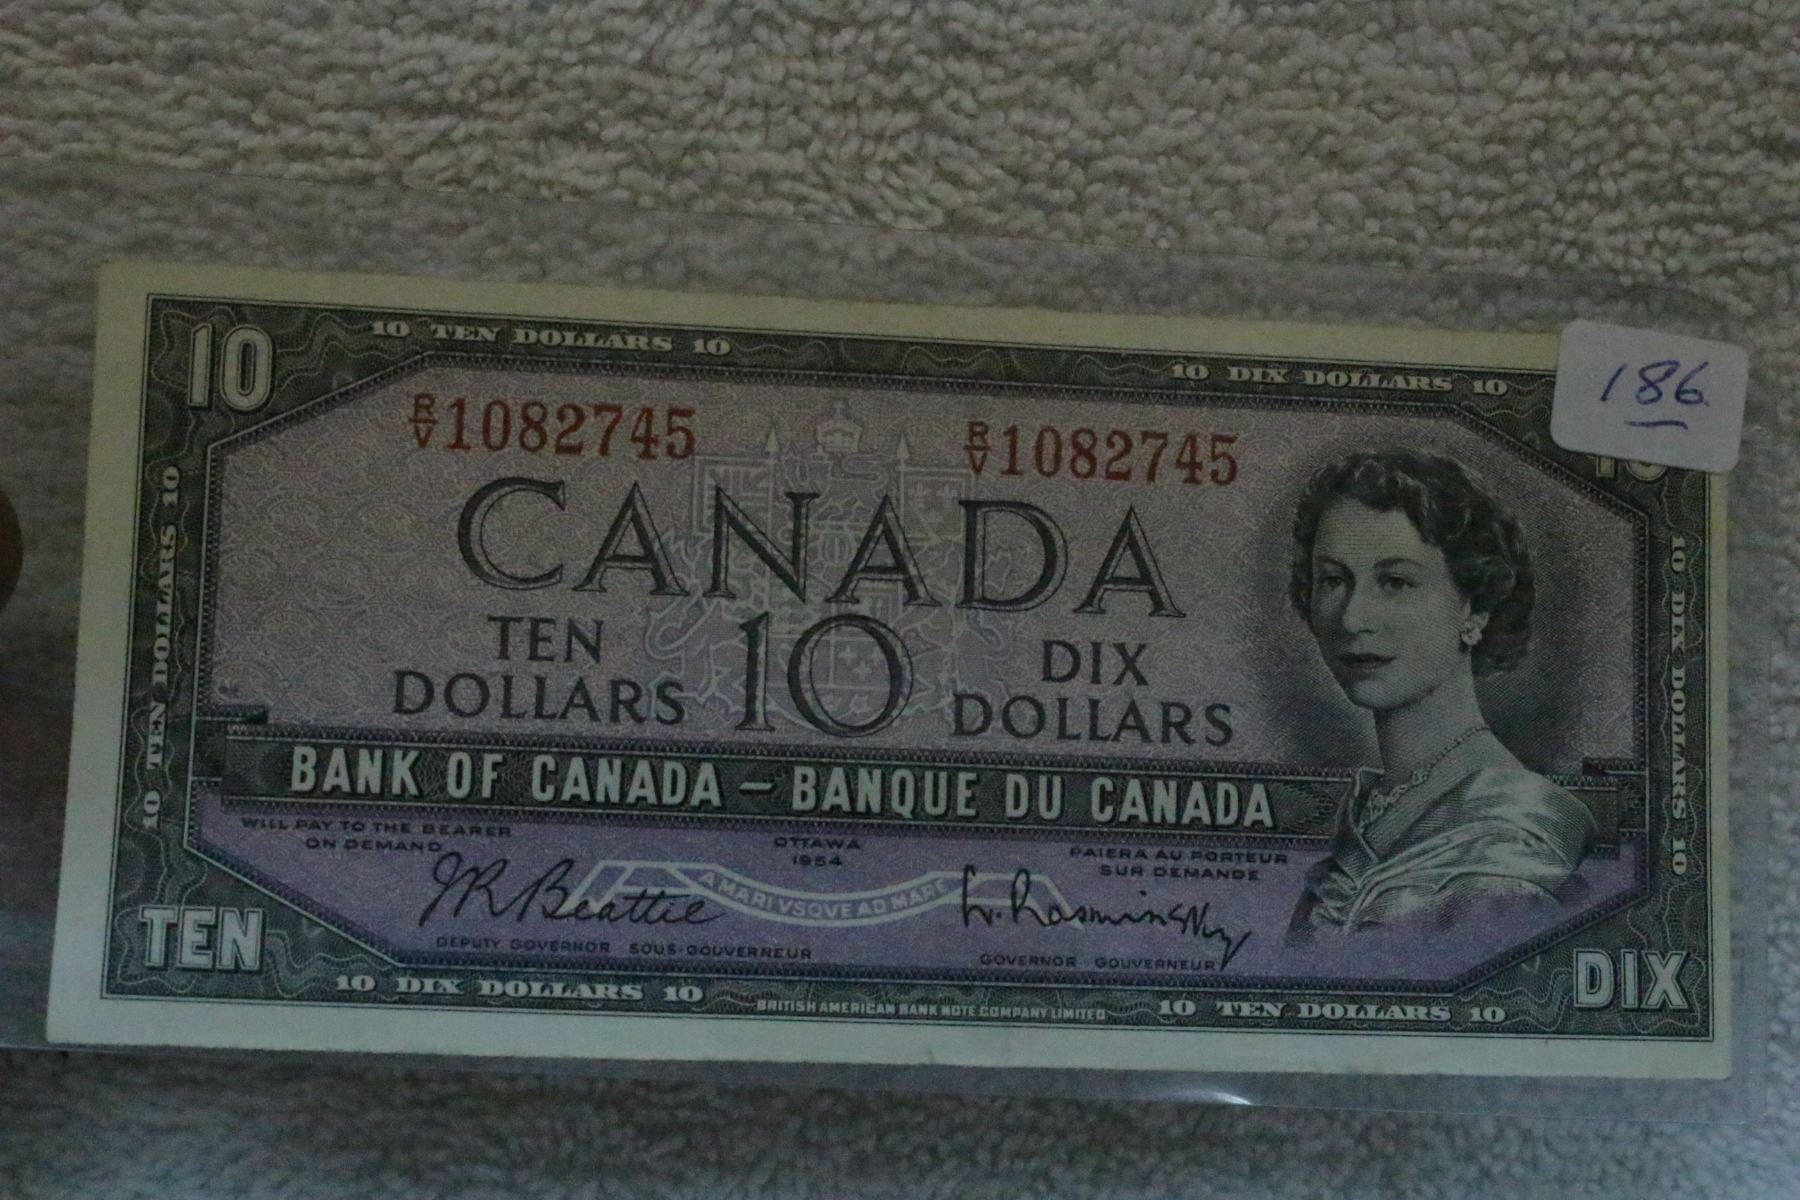 10 TEN DOLLARS 10
10 DIX DOLLARS 10
10
186
R/V 1082745
R/V 1082745
CANADA
TEN DOLLARS
10
DIX DOLLARS
10 TEN DOLLARS 10
10 DIX DOLLARS 10
BANK OF CANADA – BANQUE DU CANADA
WILL PAY TO THE BEARER
ON DEMAND
OTTAWA
1954
PAIERA AU PORTEUR
SUR DEMANDE
J.R. Beattie
A MARI VSQVE AD MARE
L. Rasminsky
DEPUTY GOVERNOR SOUS-GOUVERNEUR
GOVERNOR GOUVERNEUR
TEN
DIX
10 DIX DOLLARS 10
BRITISH AMERICAN BANK NOTE COMPANY LIMITED
10 TEN DOLLARS 10